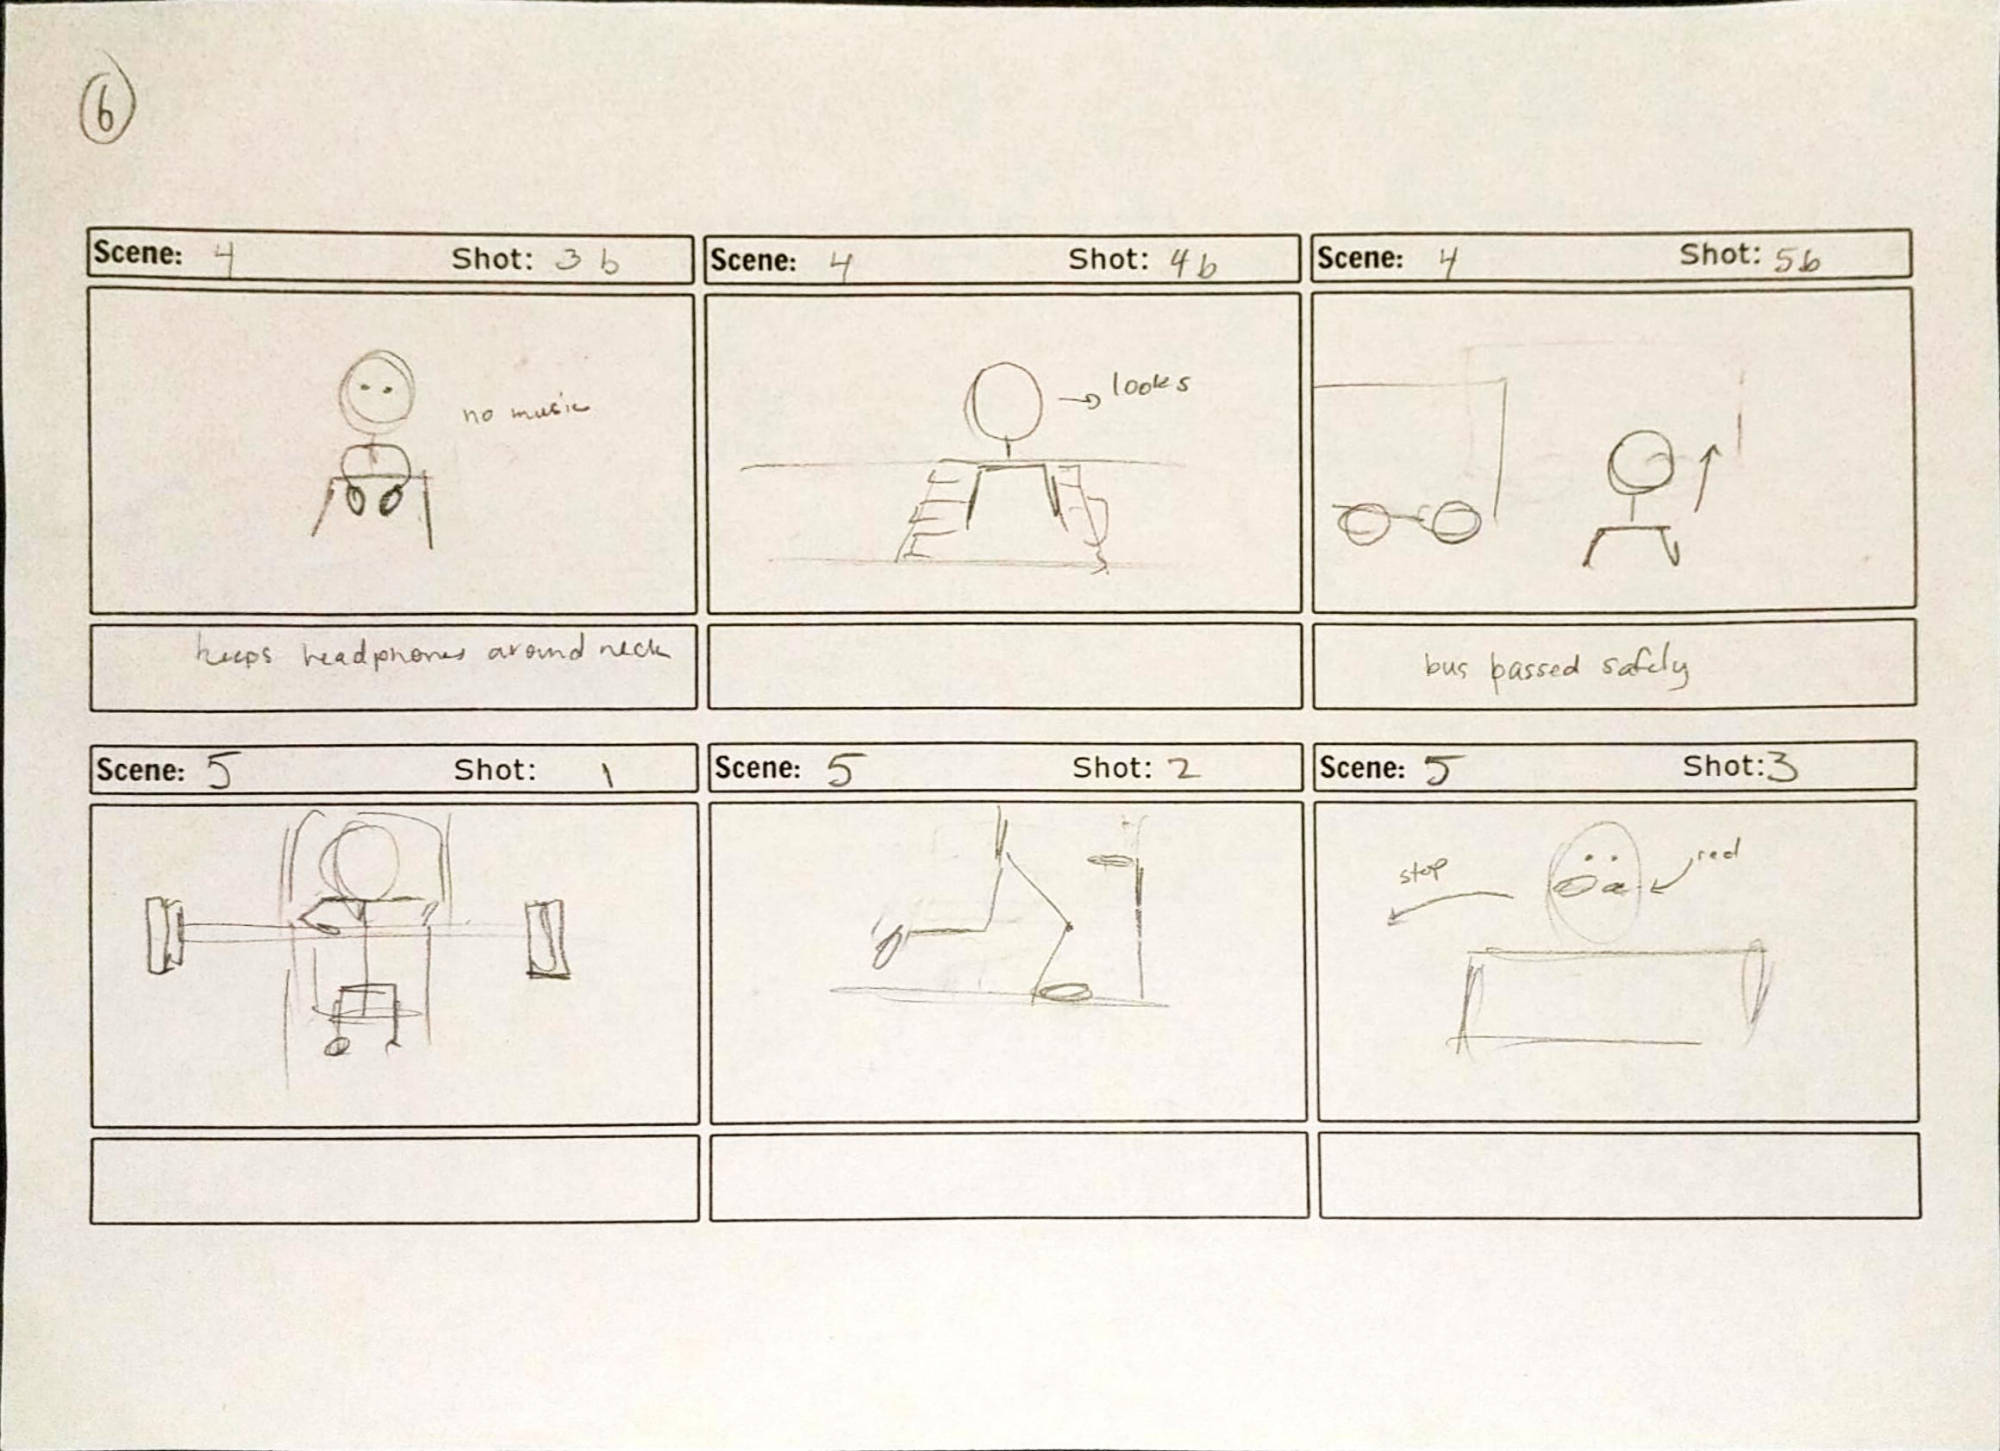 6
Scene: 4 Shot: 3b
Scene: 4 Shot: 4b
Scene: 4 Shot: 5b
no music
→ looks
keeps headphones around neck
bus passed safely
Scene: 5 Shot: 1
Scene: 5 Shot: 2
Scene: 5 Shot: 3
stop
red